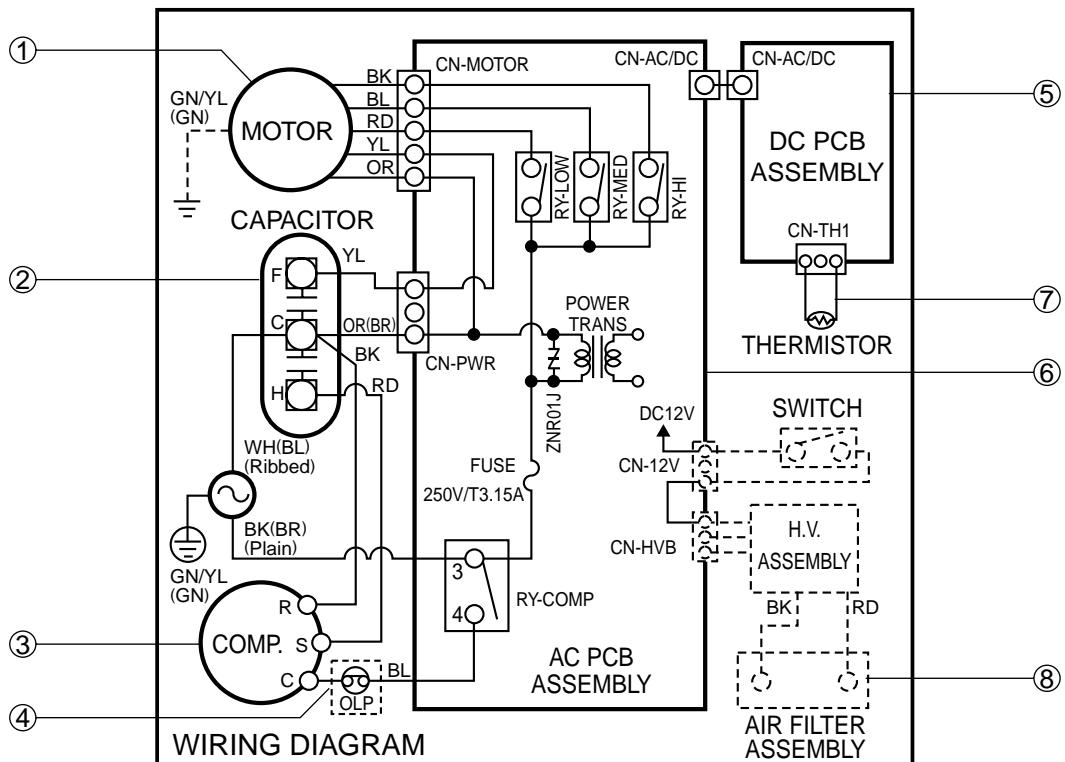 ①
②
③
④
⑤
⑥
⑦
⑧
GN/YL
(GN)
MOTOR
BK
BL
RD
YL
OR
CN-MOTOR
CN-AC/DC
CN-AC/DC
DC PCB
ASSEMBLY
CN-TH1
THERMISTOR
RY-LOW
RY-MED
RY-HI
CAPACITOR
F
C
H
YL
OR(BR)
BK
RD
CN-PWR
POWER
TRANS
ZNR01J
WH(BL)
(Ribbed)
BK(BR)
(Plain)
GN/YL
(GN)
FUSE
250V/T3.15A
DC12V
CN-12V
CN-HVB
SWITCH
H.V.
ASSEMBLY
BK
RD
3
4
RY-COMP
COMP.
R
S
C
OLP
BL
AC PCB
ASSEMBLY
AIR FILTER
ASSEMBLY
WIRING DIAGRAM